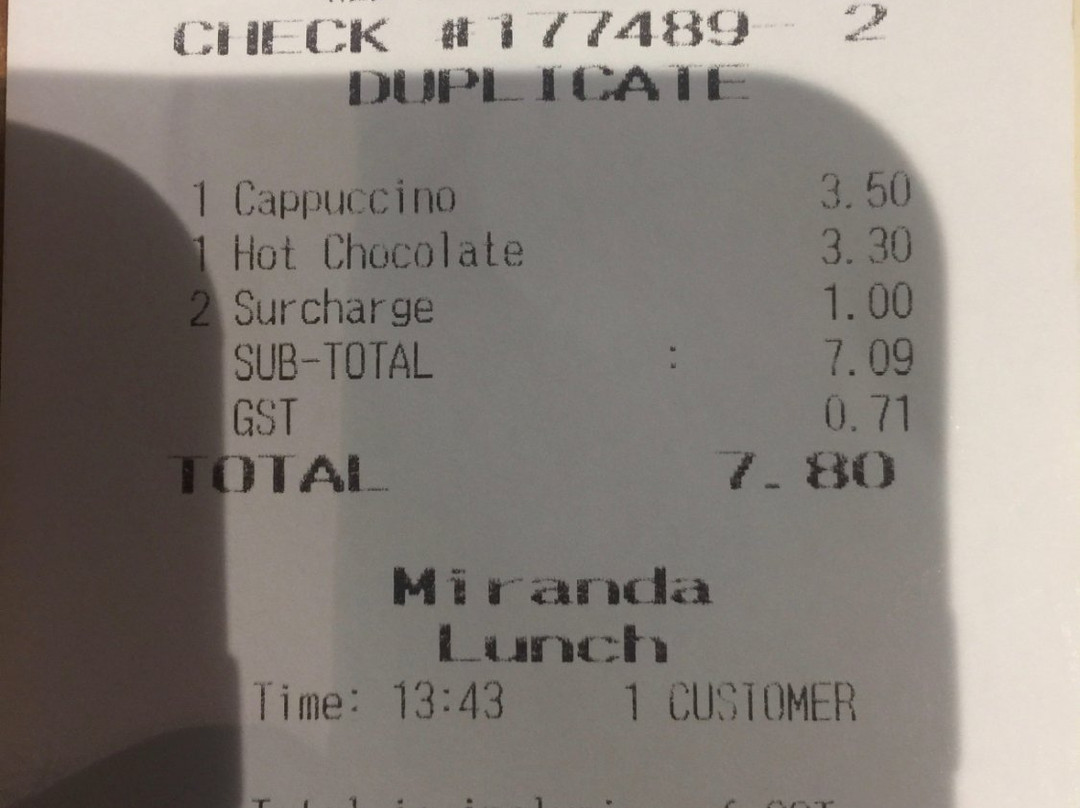 CHECK #177489- 2
DUPLICATE
1 Cappuccino 3.50
1 Hot Chocolate 3.30
2 Surcharge 1.00
SUB-TOTAL : 7.09
GST 0.71
TOTAL 7.80
Miranda
Lunch
Time: 13:43 1 CUSTOMER